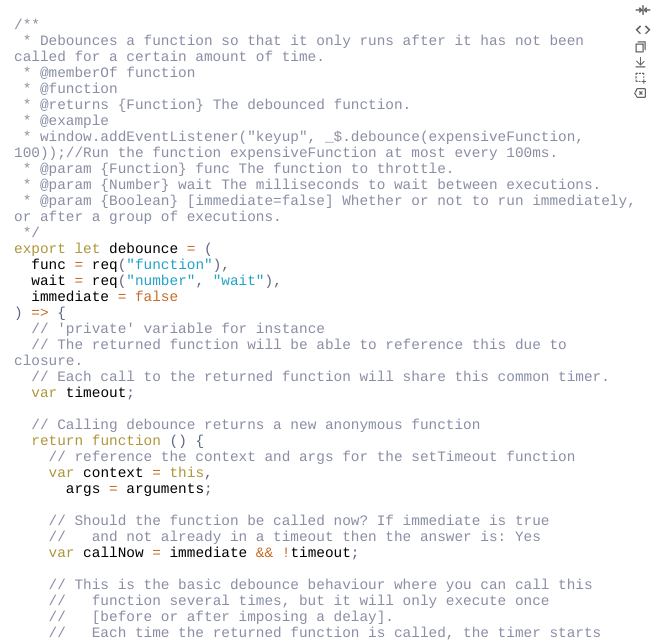 /**
 * Debounces a function so that it only runs after it has not been
called for a certain amount of time.
 * @memberOf function
 * @function
 * @returns {Function} The debounced function.
 * @example
 * window.addEventListener("keyup", _$.debounce(expensiveFunction,
100));//Run the function expensiveFunction at most every 100ms.
 * @param {Function} func The function to throttle.
 * @param {Number} wait The milliseconds to wait between executions.
 * @param {Boolean} [immediate=false] Whether or not to run immediately,
or after a group of executions.
 */
export let debounce = (
  func = req("function"),
  wait = req("number", "wait"),
  immediate = false
) => {
  // 'private' variable for instance
  // The returned function will be able to reference this due to
closure.
  // Each call to the returned function will share this common timer.
  var timeout;

  // Calling debounce returns a new anonymous function
  return function () {
    // reference the context and args for the setTimeout function
    var context = this,
      args = arguments;

    // Should the function be called now? If immediate is true
    //   and not already in a timeout then the answer is: Yes
    var callNow = immediate && !timeout;

    // This is the basic debounce behaviour where you can call this
    //   function several times, but it will only execute once
    //   [before or after imposing a delay].
    //   Each time the returned function is called, the timer starts